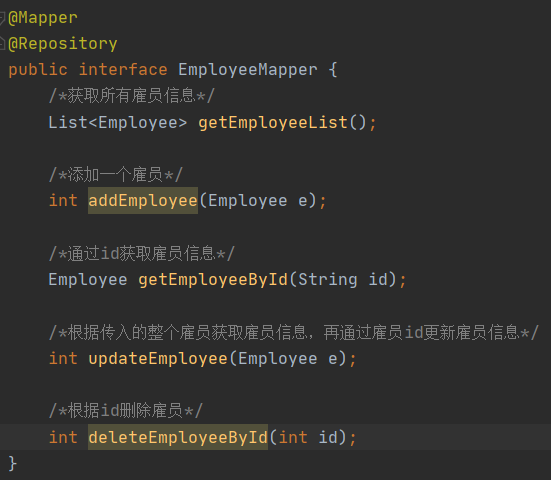 @Mapper
@Repository
public interface EmployeeMapper {
/*获取所有雇员信息*/
List<Employee> getEmployeeList();
/*添加一个雇员*/
int addEmployee(Employee e);
/*通过id获取雇员信息*/
Employee getEmployeeById(String id);
/*根据传入的整个雇员获取雇员信息，再通过雇员id更新雇员信息*/
int updateEmployee(Employee e);
/*根据id删除雇员*/
int deleteEmployeeById(int id);
}